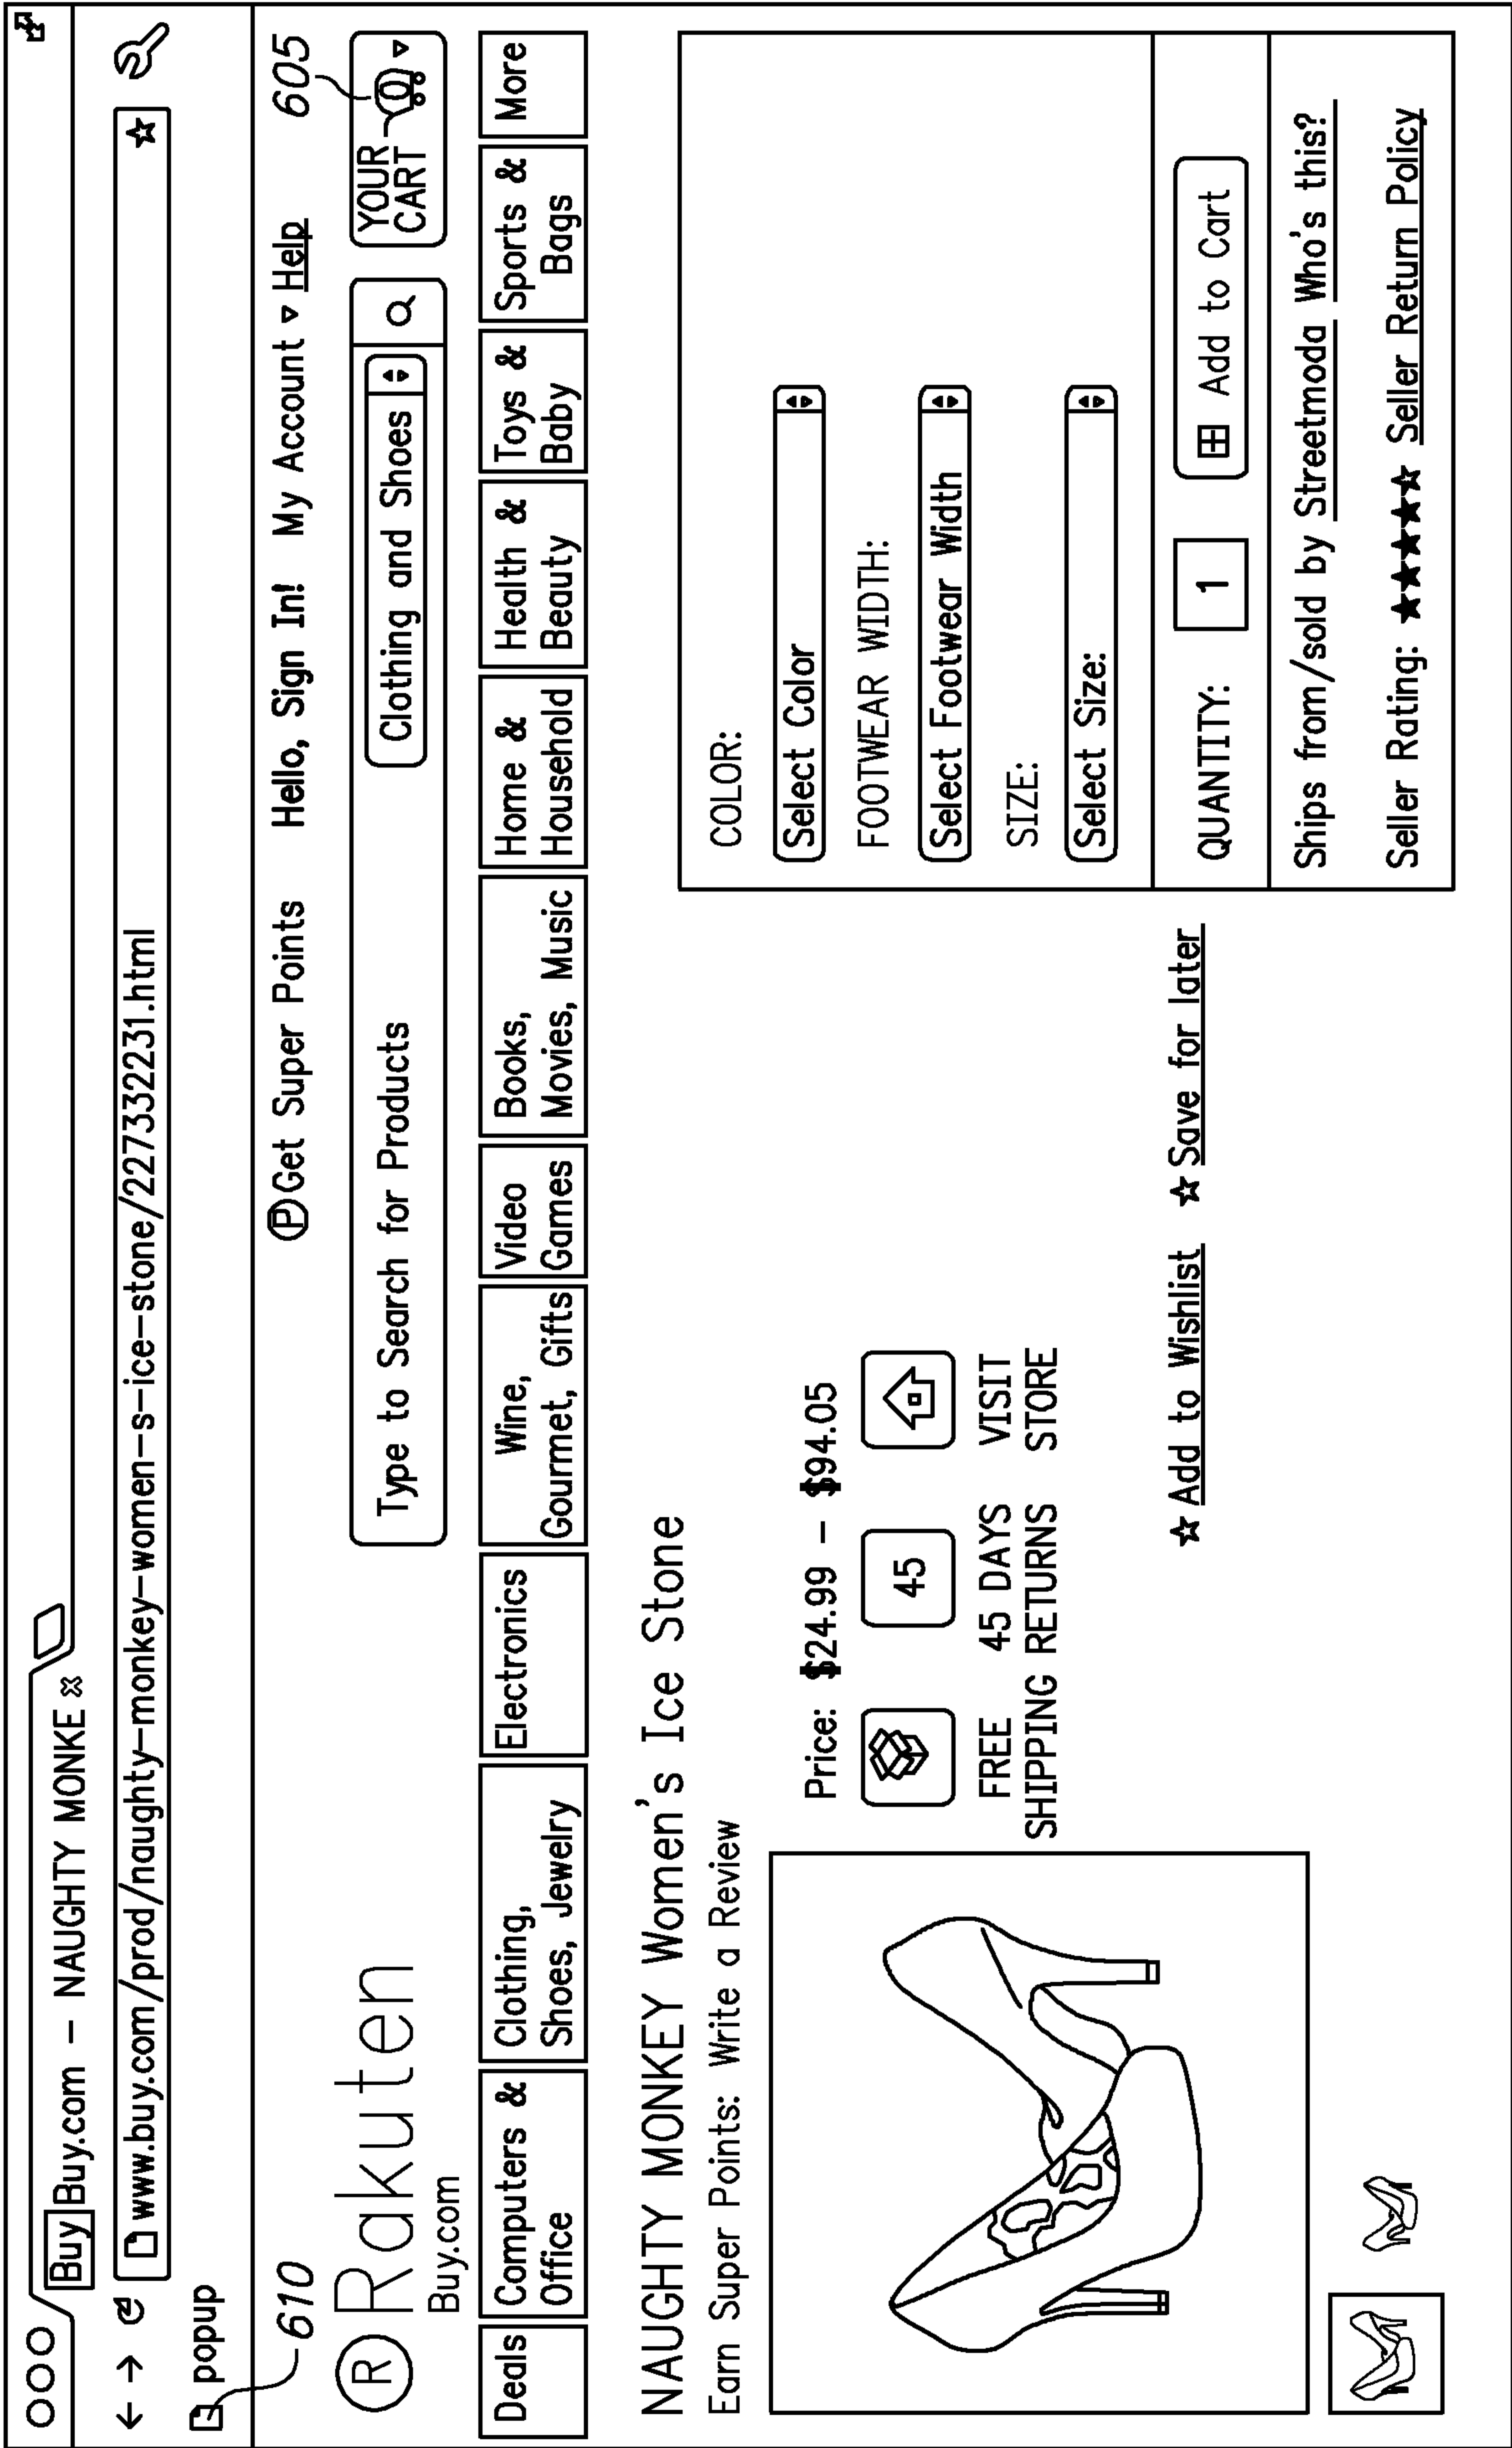 Buy Buy.com – NAUGHTY MONKE
www.buy.com/prod/naughty-monkey-women-s-ice-stone/227332231.html
popup
610
605
P Get Super Points Hello, Sign In! My Account Help
R Rakuten
Buy.com
Type to Search for Products
Clothing and Shoes
YOUR
CART
0
Deals
Computers &
Office
Clothing,
Shoes, Jewelry
Electronics
Wine,
Gourmet, Gifts
Video
Games
Books,
Movies, Music
Home &
Household
Health &
Beauty
Toys &
Baby
Sports &
Bags
More
NAUGHTY MONKEY Women's Ice Stone
Earn Super Points: Write a Review
Price: $24.99 – $94.05
45
FREE
SHIPPING
45 DAYS
RETURNS
VISIT
STORE
☆ Add to Wishlist ☆ Save for later
COLOR:
Select Color
FOOTWEAR WIDTH:
Select Footwear Width
SIZE:
Select Size:
QUANTITY: 1 Add to Cart
Ships from/sold by Streetmoda Who's this?
Seller Rating: ★★★★☆ Seller Return Policy